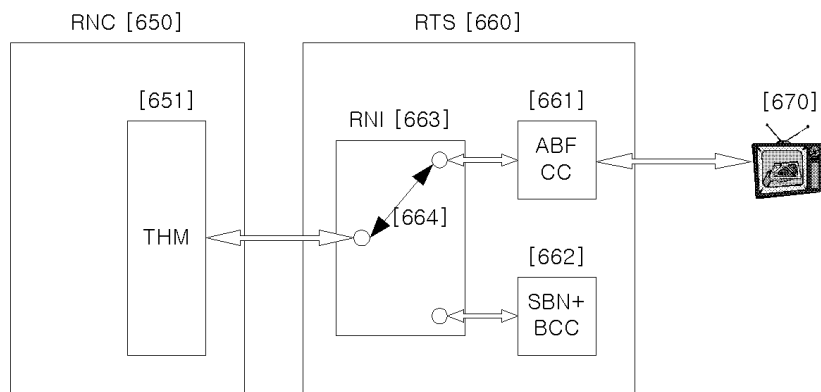 RNC [650]
RTS [660]
[651]
RNI [663]
[661]
[670]
ABF
CC
[664]
THM
[662]
SBN+
BCC